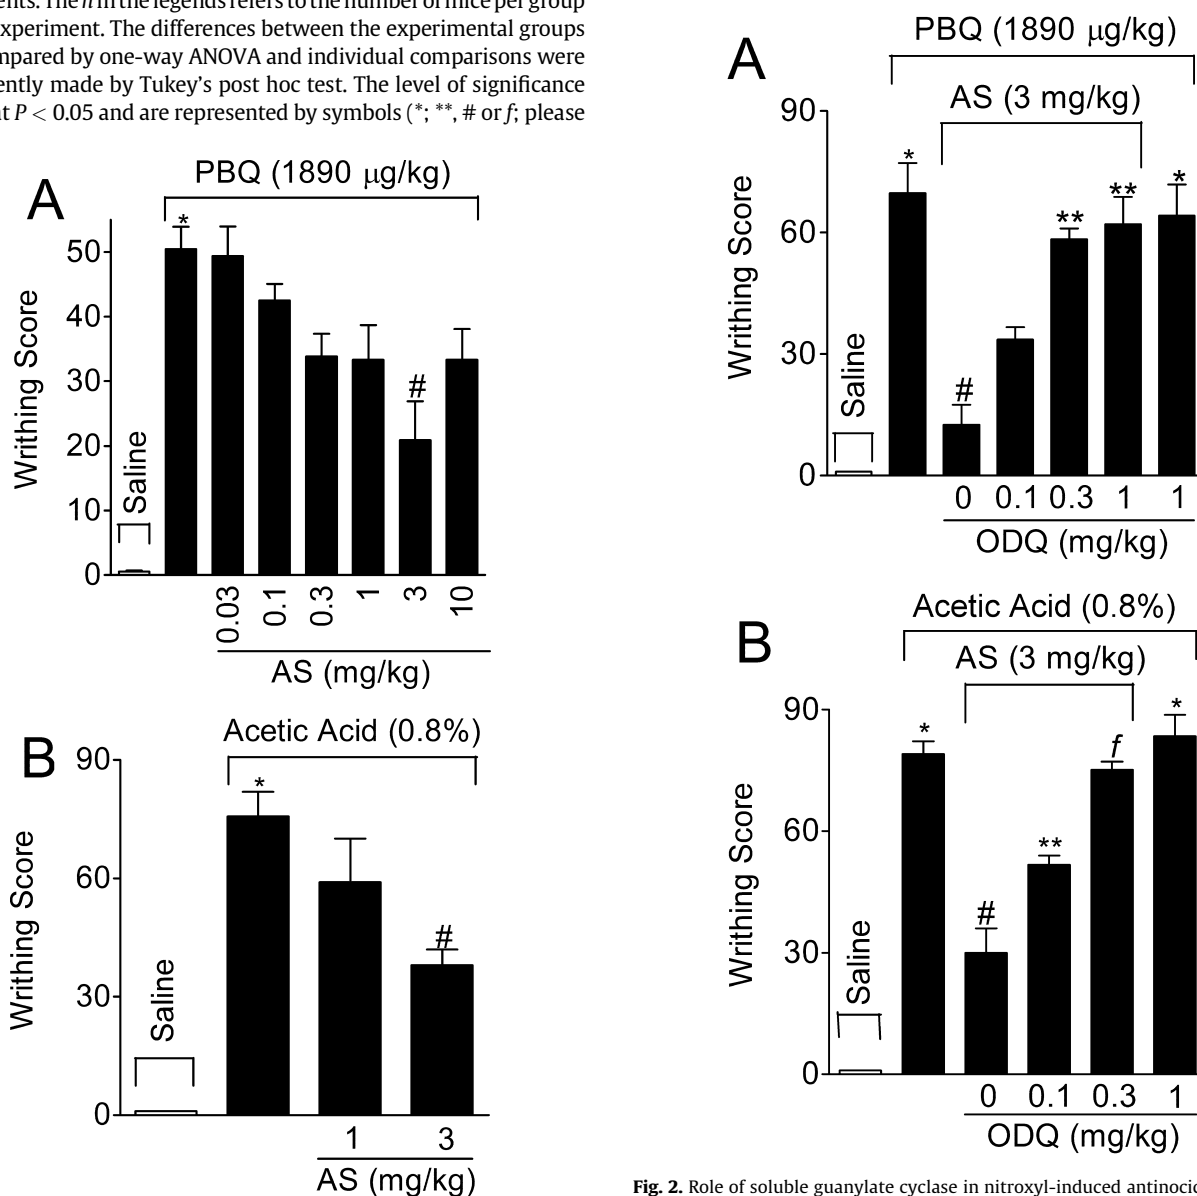 ents. The n in the legends refers to the number of mice per group
xperiment. The differences between the experimental groups
mpared by one-way ANOVA and individual comparisons were
ently made by Tukey's post hoc test. The level of significance
at P < 0.05 and are represented by symbols (*; **, # or f; please
A
PBQ (1890 μg/kg)
Writhing Score
50
40
30
20
10
0
Saline
*
#
0.03 0.1 0.3 1 3 10
AS (mg/kg)
B
Acetic Acid (0.8%)
Writhing Score
90
60
30
0
Saline
*
#
1 3
AS (mg/kg)
A
PBQ (1890 μg/kg)
AS (3 mg/kg)
Writhing Score
90
60
30
0
Saline
* # ** ** *
0 0.1 0.3 1 1
ODQ (mg/kg)
B
Acetic Acid (0.8%)
AS (3 mg/kg)
Writhing Score
90
60
30
0
Saline
* # ** f *
0 0.1 0.3 1
ODQ (mg/kg)
Fig. 2. Role of soluble guanylate cyclase in nitroxyl-induced antinocic